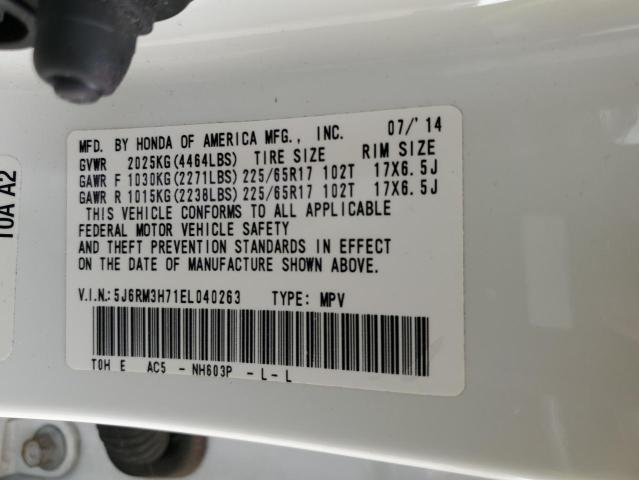 MFD. BY HONDA OF AMERICA MFG., INC. 07/'14
GVWR 2025KG(4464LBS) TIRE SIZE RIM SIZE
GAWR F 1030KG(2271LBS) 225/65R17 102T 17X6.5J
GAWR R 1015KG(2238LBS) 225/65R17 102T 17X6.5J
THIS VEHICLE CONFORMS TO ALL APPLICABLE
FEDERAL MOTOR VEHICLE SAFETY
AND THEFT PREVENTION STANDARDS IN EFFECT
ON THE DATE OF MANUFACTURE SHOWN ABOVE.
V.I.N.:5J6RM3H71EL040263 TYPE: MPV
T0H E AC5 - NH603P - L - L
T0A A2